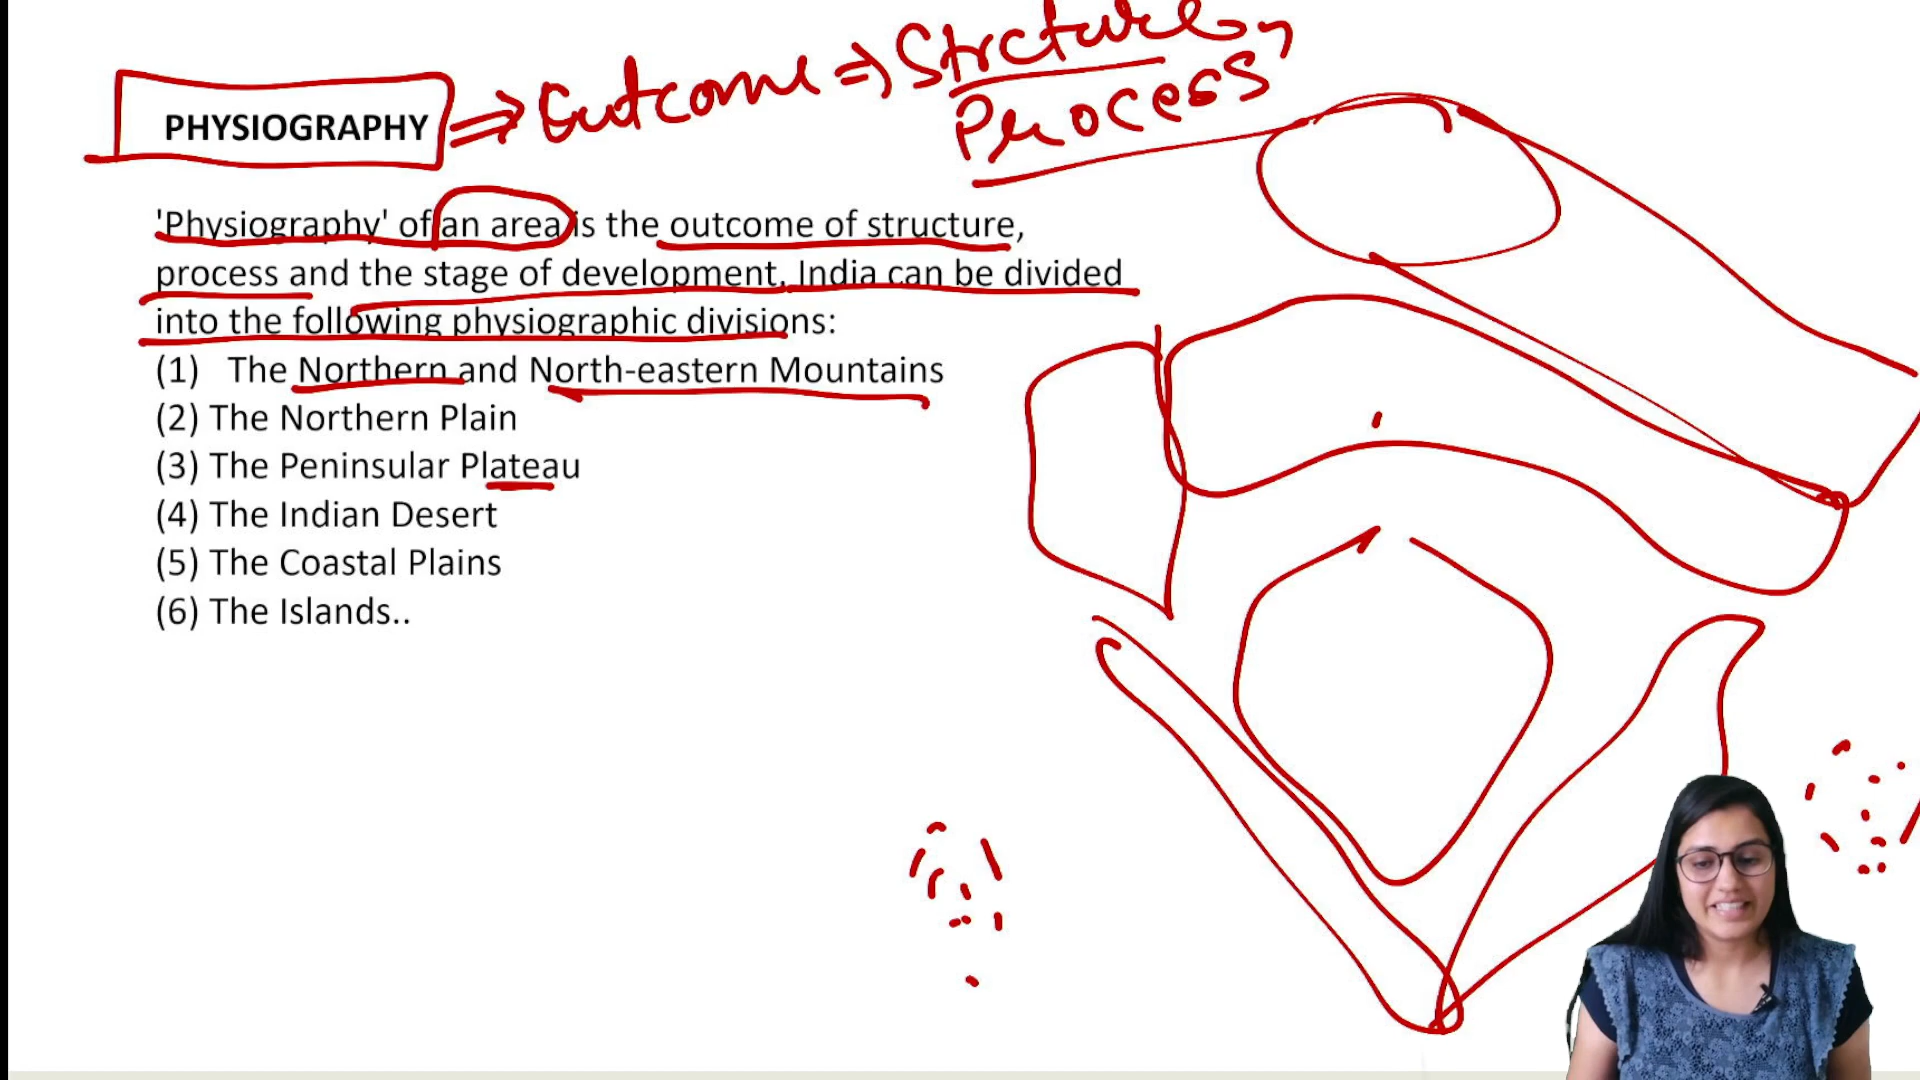 PHYSIOGRAPHY ⇒ Outcome ⇒ Strcture,
Process
'Physiography' of an area is the outcome of structure,
process and the stage of development. India can be divided
into the following physiographic divisions:
(1) The Northern and North-eastern Mountains
(2) The Northern Plain
(3) The Peninsular Plateau
(4) The Indian Desert
(5) The Coastal Plains
(6) The Islands..